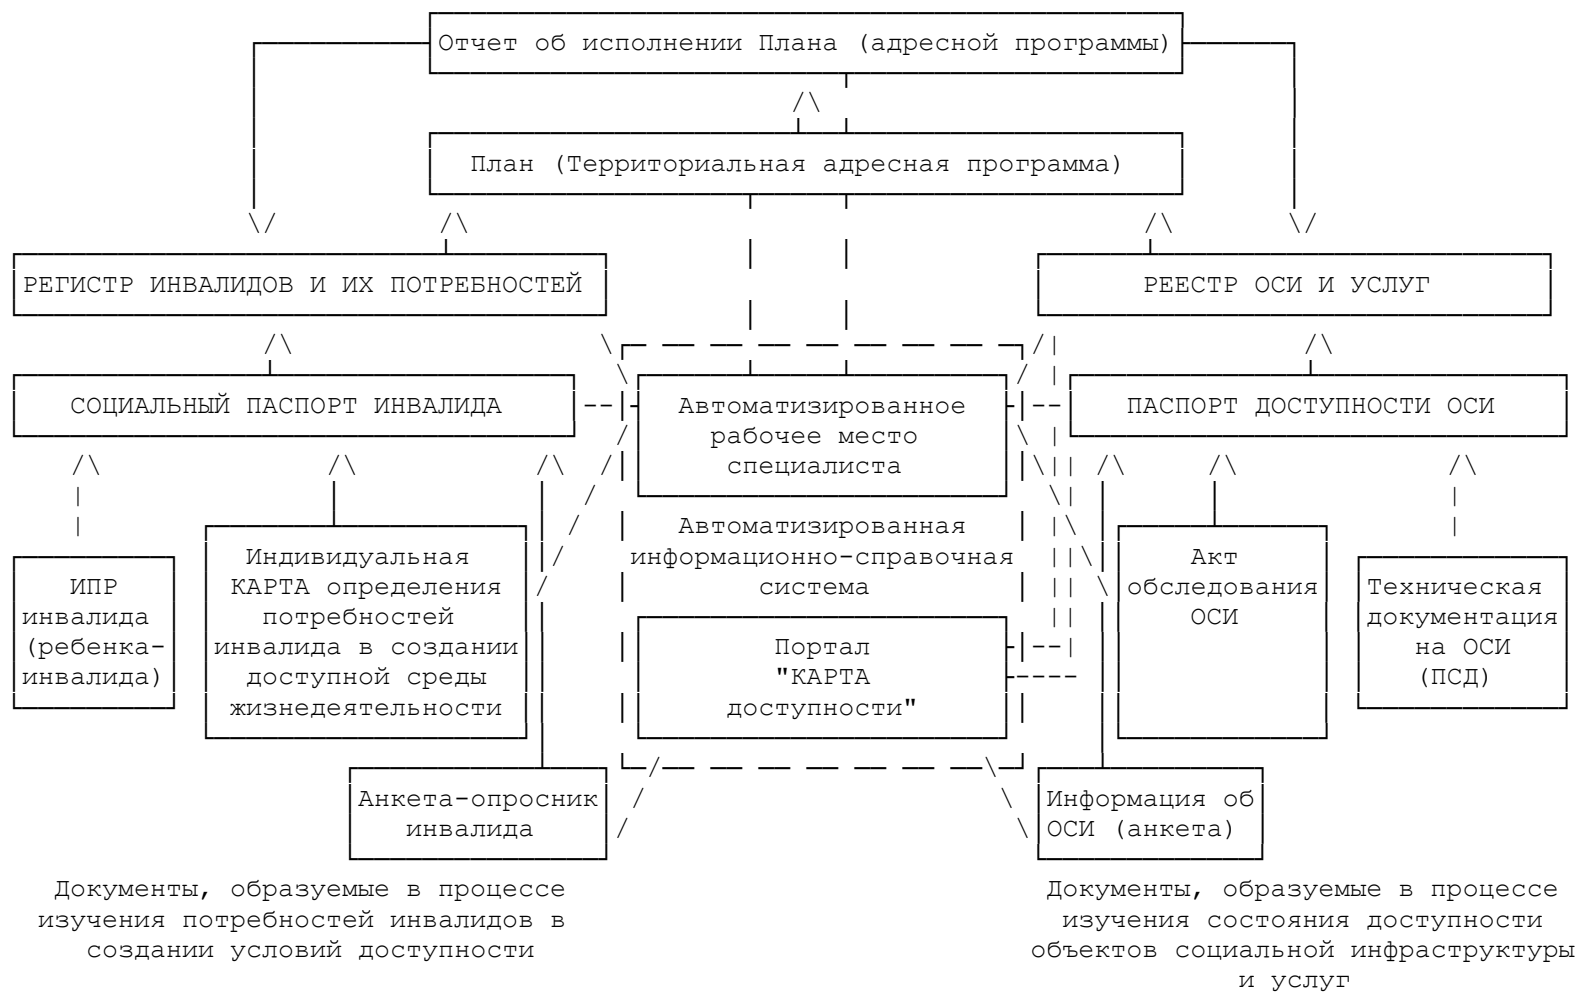 Отчет об исполнении Плана (адресной программы)
План (Территориальная адресная программа)
РЕГИСТР ИНВАЛИДОВ И ИХ ПОТРЕБНОСТЕЙ
РЕЕСТР ОСИ И УСЛУГ
СОЦИАЛЬНЫЙ ПАСПОРТ ИНВАЛИДА
Автоматизированное
рабочее место
специалиста
ПАСПОРТ ДОСТУПНОСТИ ОСИ
Автоматизированная
информационно-справочная
система
ИПР
инвалида
(ребенка-
инвалида)
Индивидуальная
КАРТА определения
потребностей
инвалида в создании
доступной среды
жизнедеятельности
Портал
"КАРТА
доступности"
Акт
обследования
ОСИ
Техническая
документация
на ОСИ
(ПСД)
Анкета-опросник
инвалида
Информация об
ОСИ (анкета)
Документы, образуемые в процессе
изучения потребностей инвалидов в
создании условий доступности
Документы, образуемые в процессе
изучения состояния доступности
объектов социальной инфраструктуры
и услуг